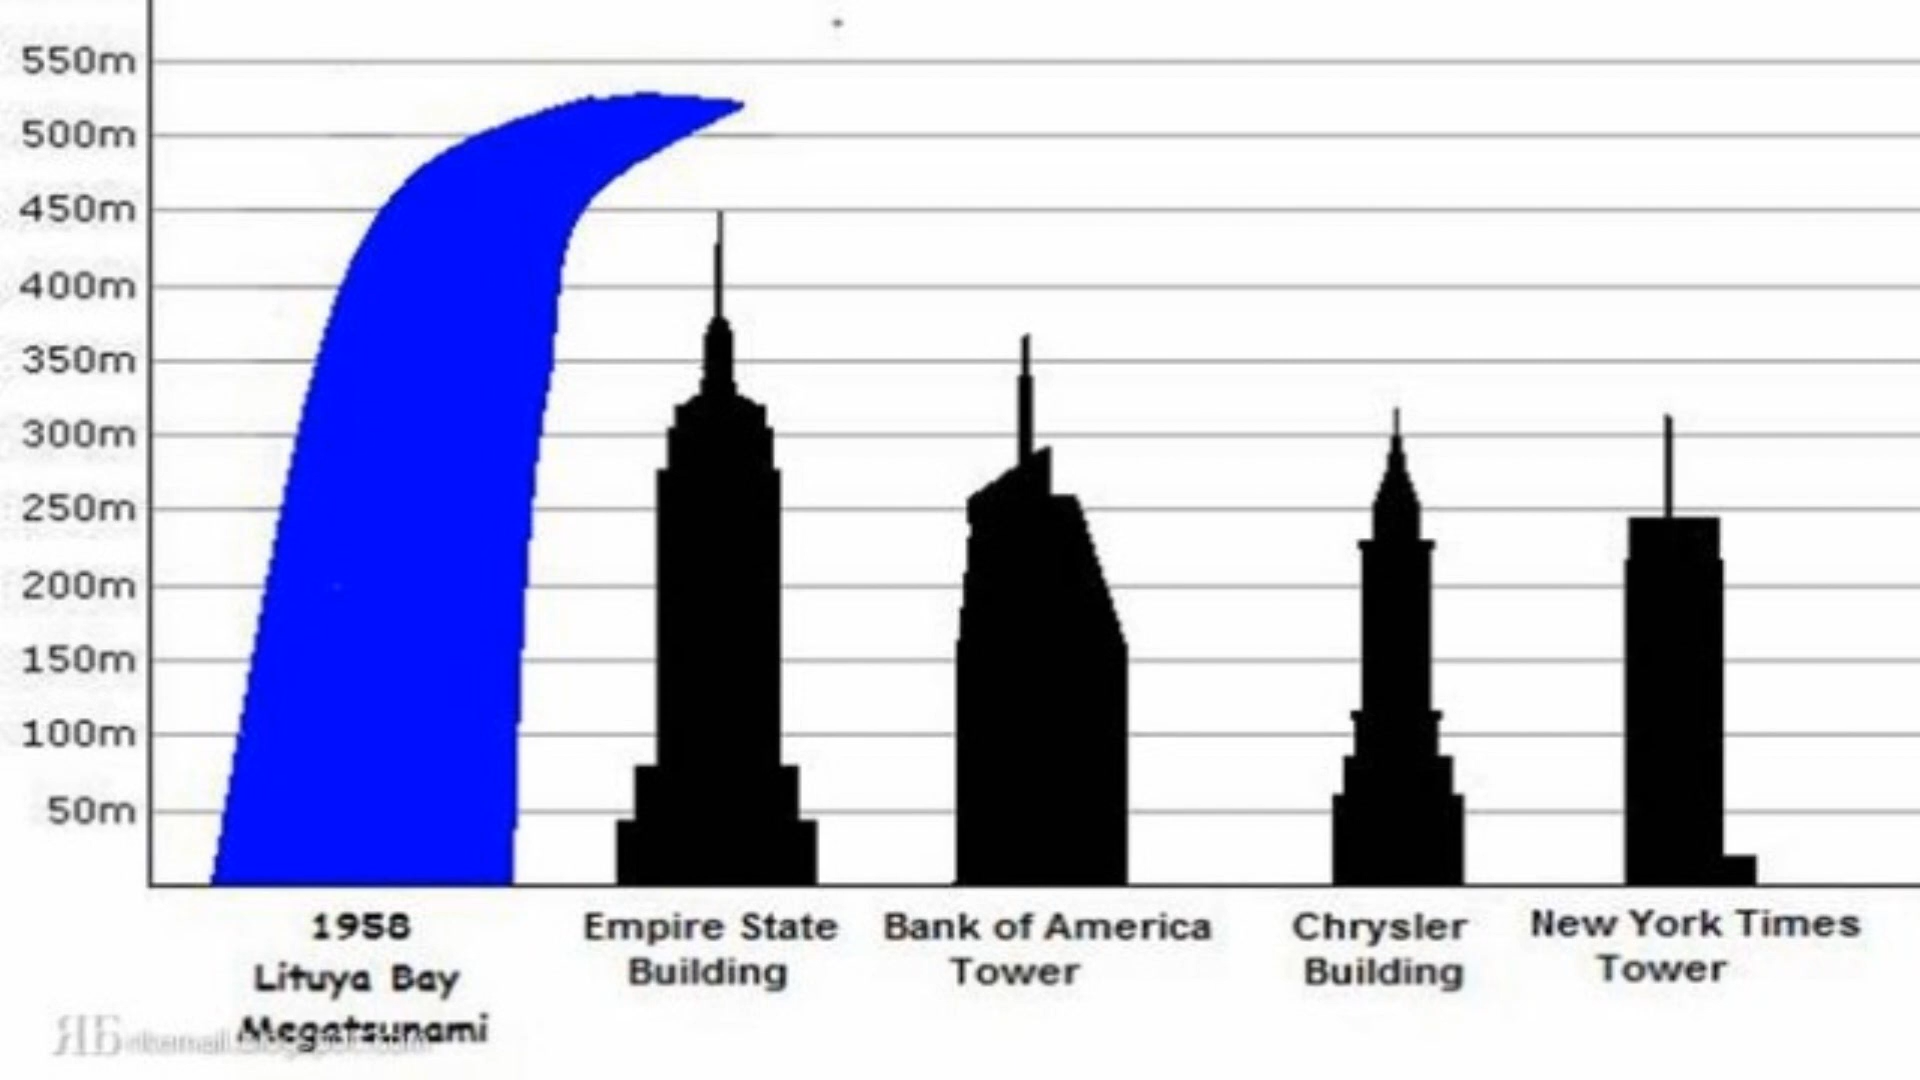 550m
500m
450m
400m
350m
300m
250m
200m
150m
100m
50m
1958
Lituya Bay
Megatsunami
Empire State
Building
Bank of America
Tower
Chrysler
Building
New York Times
Tower
ЯБ